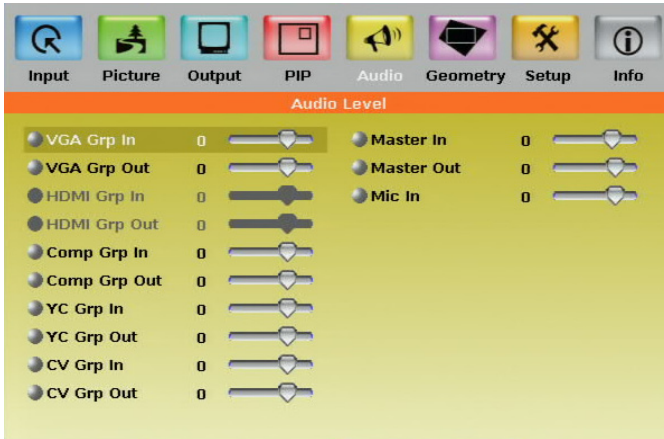 Input Picture Output PIP Audio Geometry Setup Info
Audio Level
VGA Grp In 0
VGA Grp Out 0
HDMI Grp In 0
HDMI Grp Out 0
Comp Grp In 0
Comp Grp Out 0
YC Grp In 0
YC Grp Out 0
CV Grp In 0
CV Grp Out 0
Master In 0
Master Out 0
Mic In 0